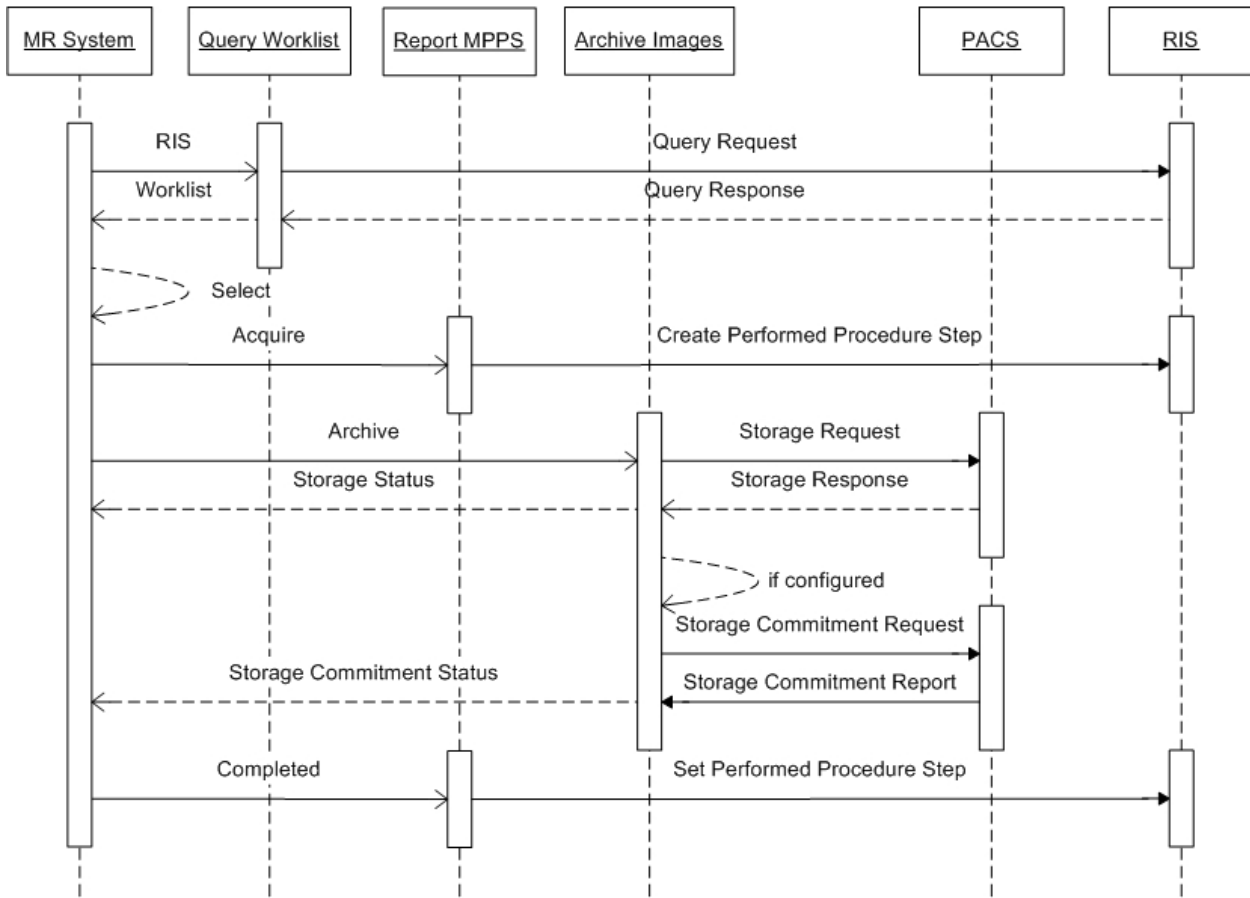 MR System
Query Worklist
Report MPPS
Archive Images
PACS
RIS
RIS
Query Request
Worklist
Query Response
Select
Acquire
Create Performed Procedure Step
Archive
Storage Request
Storage Status
Storage Response
if configured
Storage Commitment Request
Storage Commitment Status
Storage Commitment Report
Completed
Set Performed Procedure Step